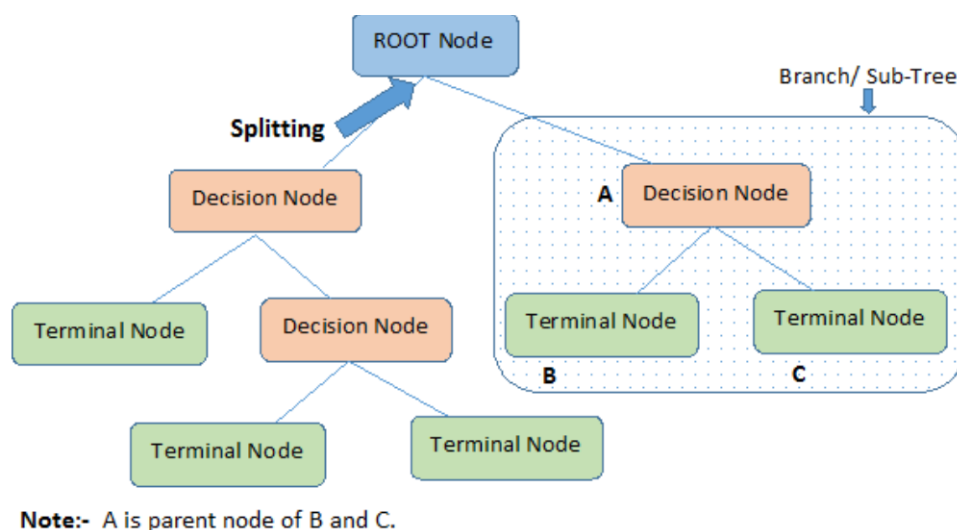 ROOT Node
Branch/ Sub-Tree
Splitting
Decision Node
A
Decision Node
Terminal Node
Decision Node
Terminal Node
Terminal Node
B
C
Terminal Node
Terminal Node
Note:- A is parent node of B and C.